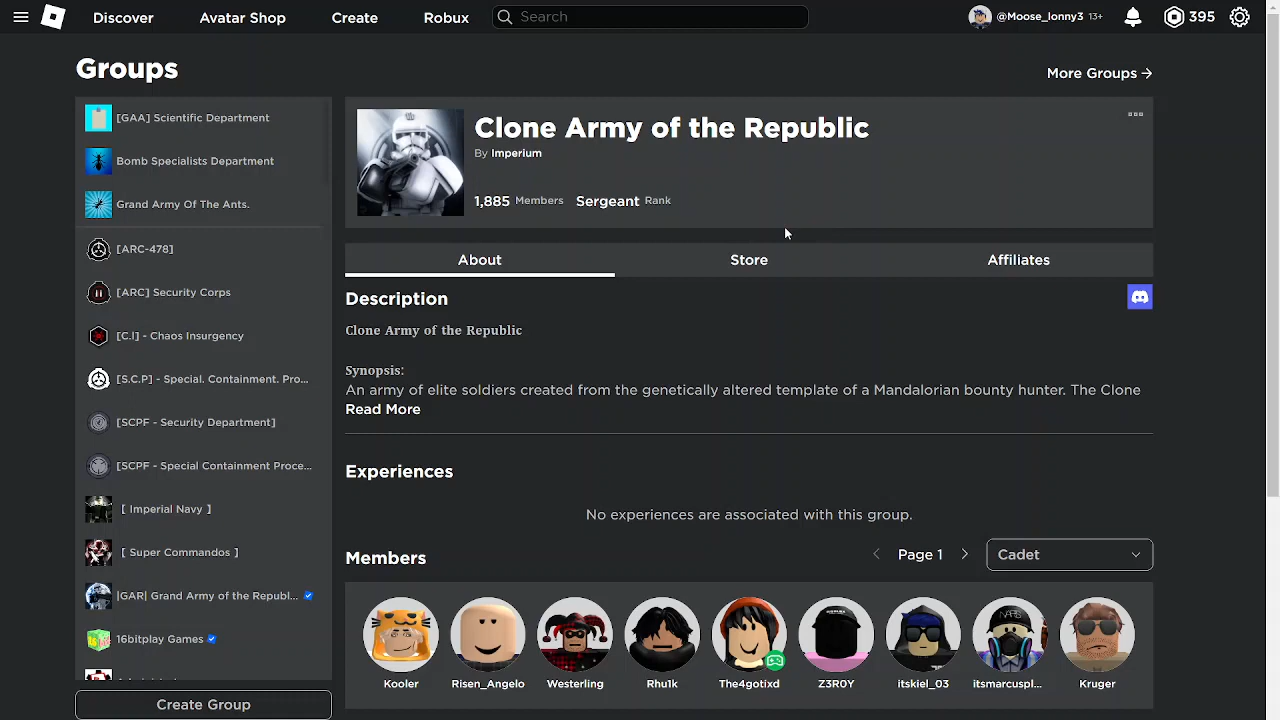 Discover
Avatar Shop
Create
Robux
Search
@Moose_lonny3 13+
395
Groups
More Groups
[GAA] Scientific Department
Bomb Specialists Department
Grand Army Of The Ants.
[ARC-478]
[ARC] Security Corps
[C.I] - Chaos Insurgency
[S.C.P] - Special. Containment. Pro...
[SCPF - Security Department]
[SCPF - Special Containment Proce...
[ Imperial Navy ]
[ Super Commandos ]
|GAR| Grand Army of the Republ...
16bitplay Games
Create Group
Clone Army of the Republic
By Imperium
1,885 Members Sergeant Rank
About
Store
Affiliates
Description
Clone Army of the Republic
Synopsis:
An army of elite soldiers created from the genetically altered template of a Mandalorian bounty hunter. The Clone
Read More
Experiences
No experiences are associated with this group.
Members
Page 1
Cadet
Kooler
Risen_Angelo
Westerling
Rhu1k
The4gotixd
Z3R0Y
itskiel_03
itsmarcuspl...
Kruger